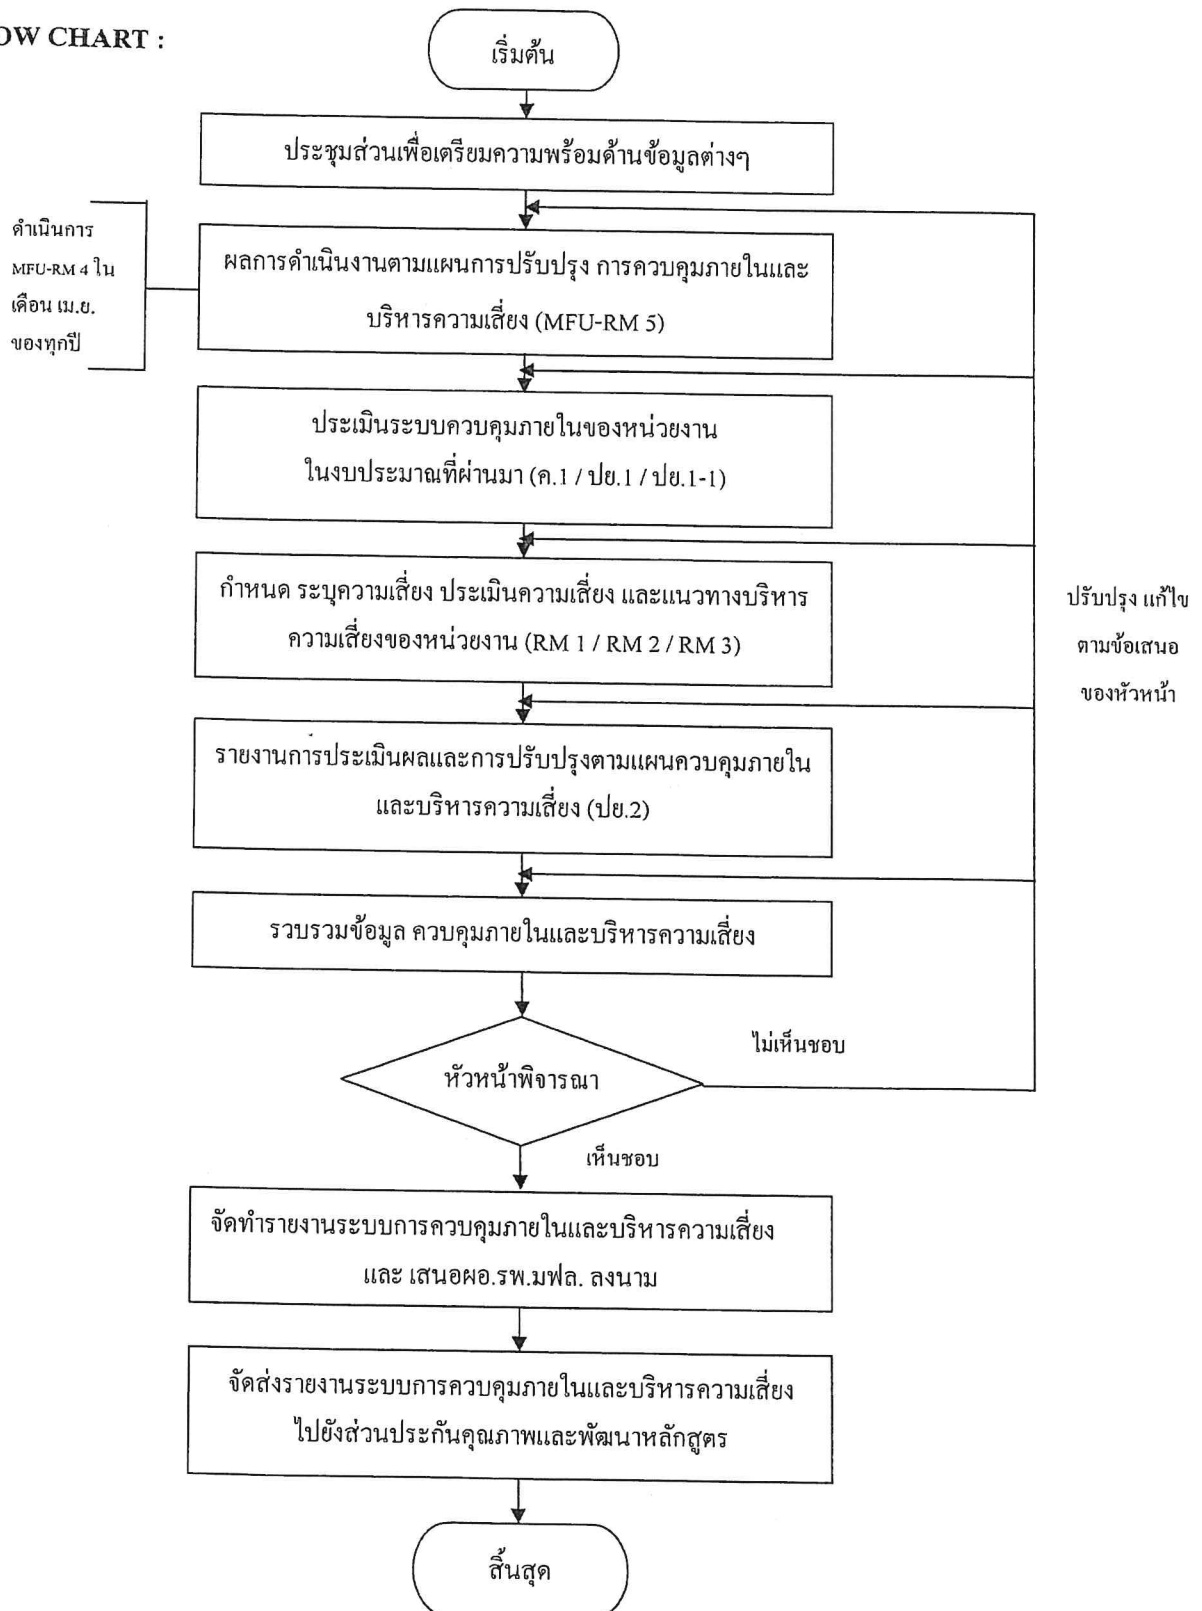 OW CHART :
เริ่มต้น
ประชุมส่วนเพื่อเตรียมความพร้อมด้านข้อมูลต่างๆ
ดำเนินการ
MFU-RM 4 ใน
เดือน เม.ย.
ของทุกปี
ผลการดำเนินงานตามแผนการปรับปรุง การควบคุมภายในและ
บริหารความเสี่ยง (MFU-RM 5)
ประเมินระบบควบคุมภายในของหน่วยงาน
ในงบประมาณที่ผ่านมา (ค.1 / ปย.1 / ปย.1-1)
กำหนด ระบุความเสี่ยง ประเมินความเสี่ยง และแนวทางบริหาร
ความเสี่ยงของหน่วยงาน (RM 1 / RM 2 / RM 3)
ปรับปรุง แก้ไข
ตามข้อเสนอ
ของหัวหน้า
รายงานการประเมินผลและการปรับปรุงตามแผนควบคุมภายใน
และบริหารความเสี่ยง (ปย.2)
รวบรวมข้อมูล ควบคุมภายในและบริหารความเสี่ยง
หัวหน้าพิจารณา
ไม่เห็นชอบ
เห็นชอบ
จัดทำรายงานระบบการควบคุมภายในและบริหารความเสี่ยง
และ เสนอผอ.รพ.มฟล. ลงนาม
จัดส่งรายงานระบบการควบคุมภายในและบริหารความเสี่ยง
ไปยังส่วนประกันคุณภาพและพัฒนาหลักสูตร
สิ้นสุด